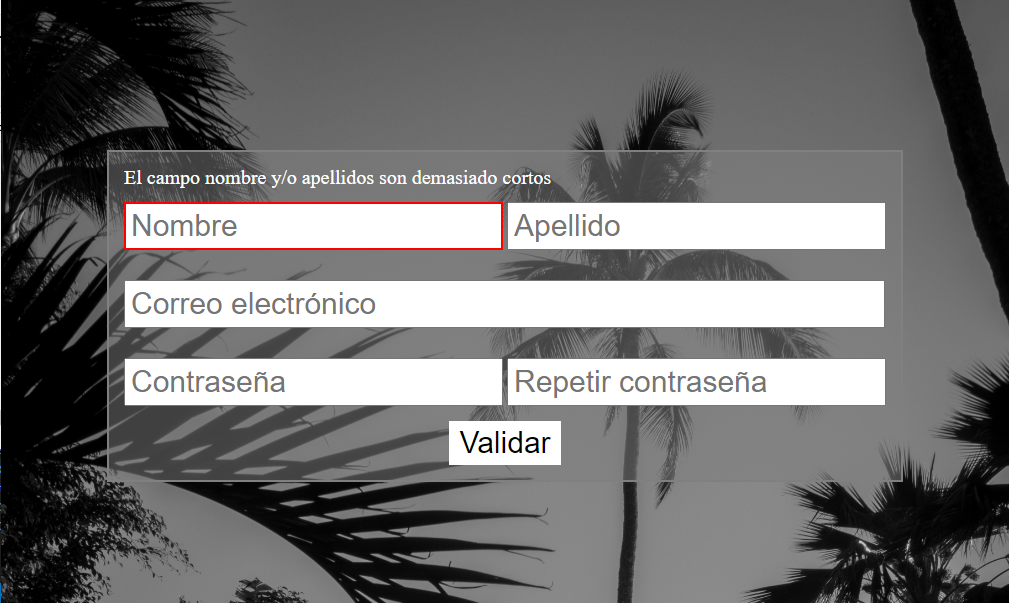 El campo nombre y/o apellidos son demasiado cortos
Nombre Apellido
Correo electrónico
Contraseña Repetir contraseña
Validar